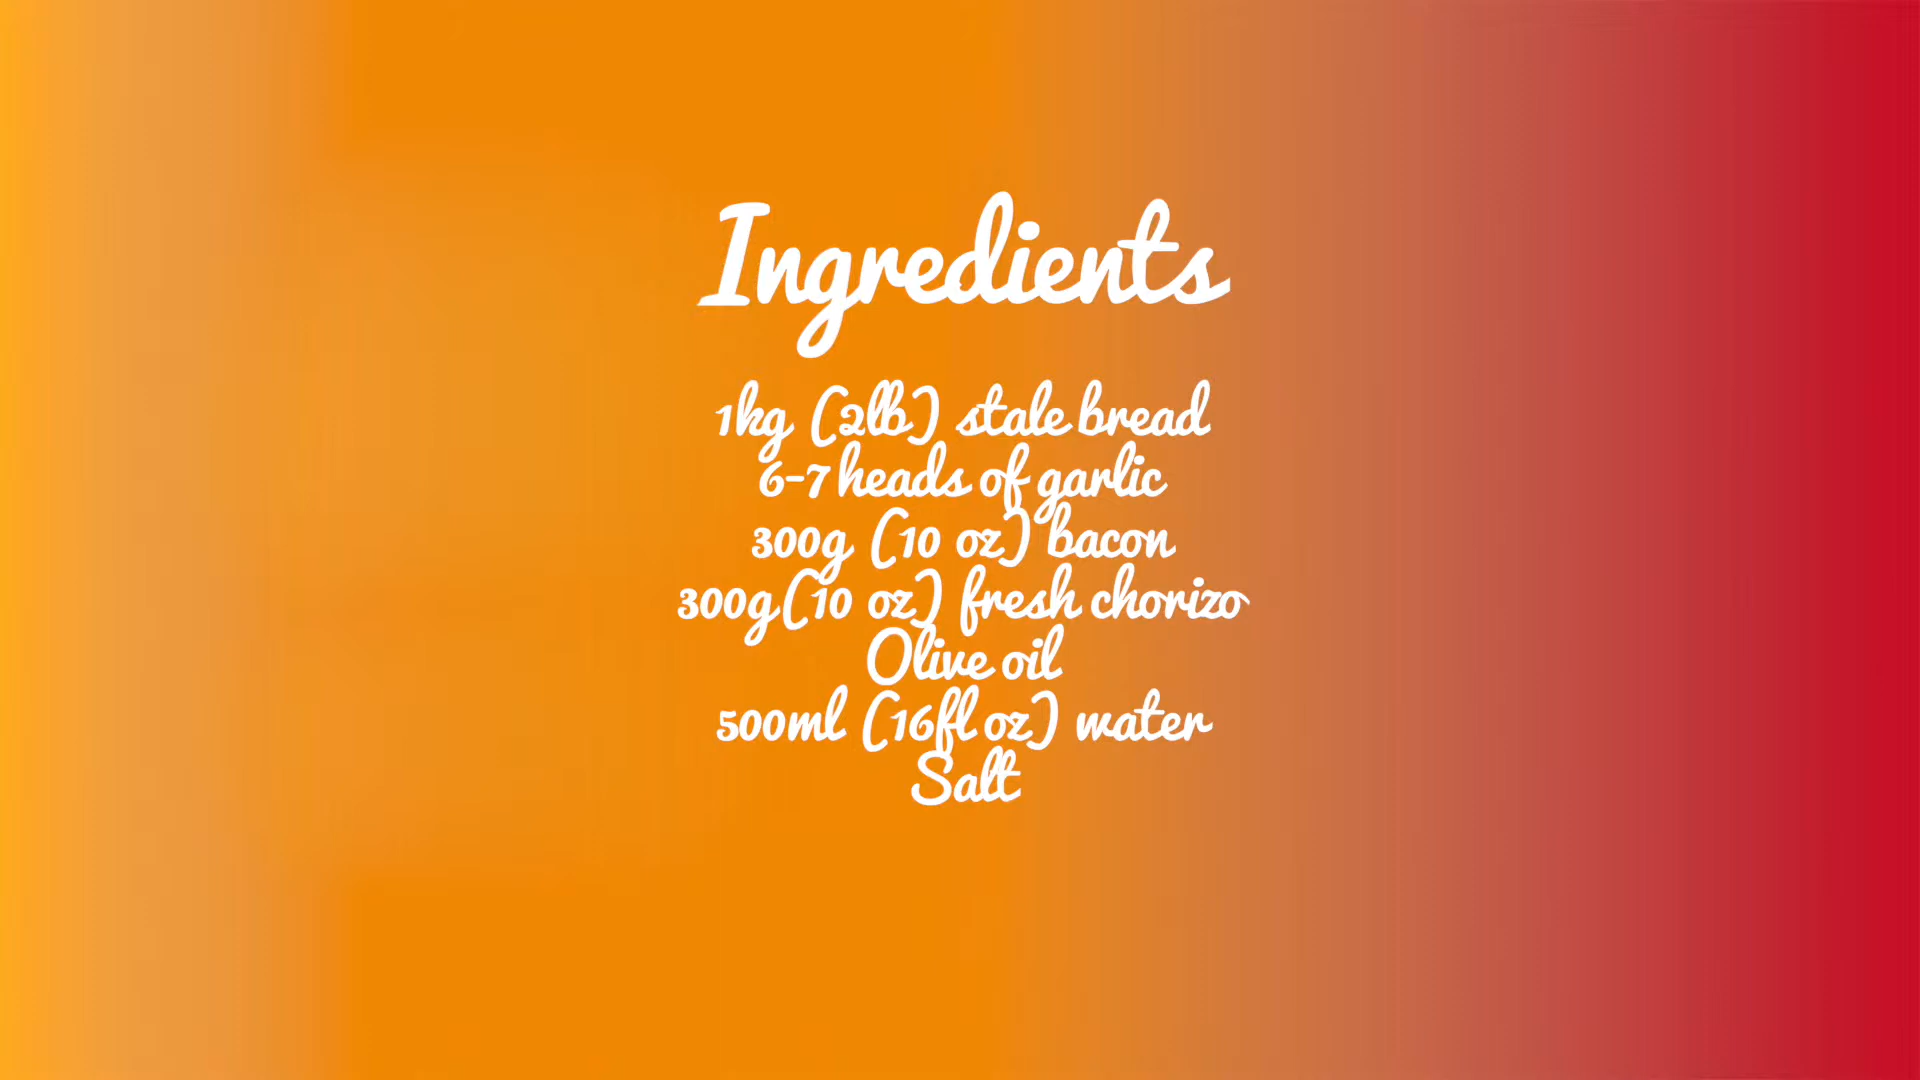 Ingredients
1kg (2lb) stale bread
6-7 heads of garlic
300g (10 oz) bacon
300g(10 oz) fresh chorizo
Olive oil
500ml (16fl oz) water
Salt